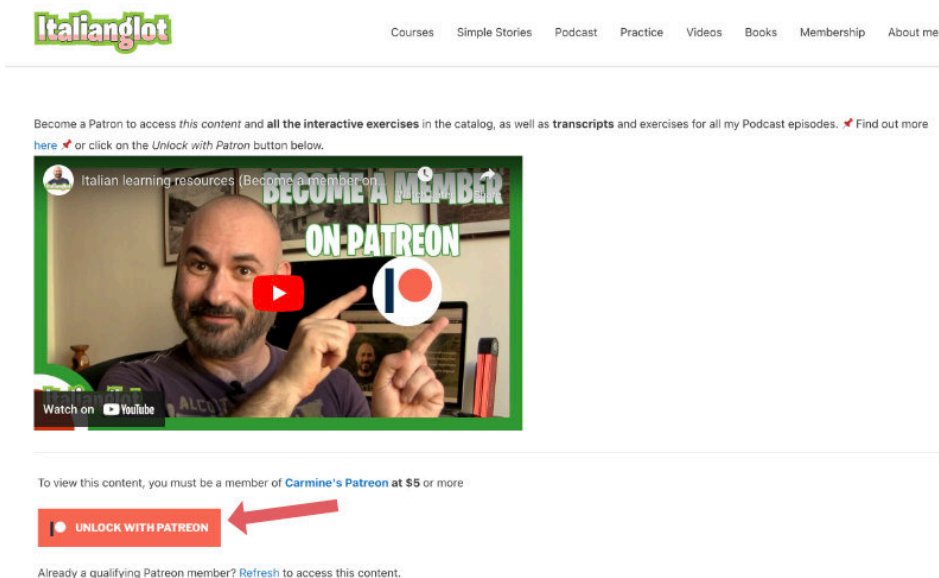 Italianglot
Courses Simple Stories Podcast Practice Videos Books Membership About me
Become a Patron to access this content and all the interactive exercises in the catalog, as well as transcripts and exercises for all my Podcast episodes. 📌 Find out more
here 📌 or click on the Unlock with Patron button below.
Italian learning resources (Become a member on...
BECOME A MEMBER
ON PATREON
Italianglot
ALCO
Watch on YouTube
To view this content, you must be a member of Carmine's Patreon at $5 or more
UNLOCK WITH PATREON
Already a qualifying Patreon member? Refresh to access this content.